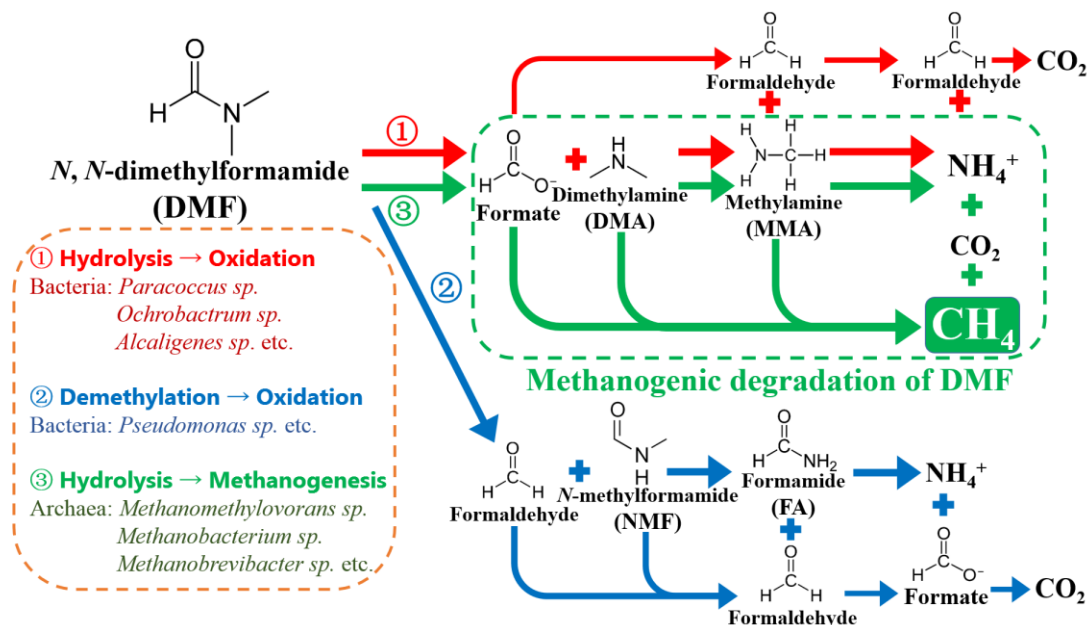 O
H
N
N, N-dimethylformamide
(DMF)
① Hydrolysis → Oxidation
Bacteria: Paracoccus sp.
Ochrobactrum sp.
Alcaligenes sp. etc.
② Demethylation → Oxidation
Bacteria: Pseudomonas sp. etc.
③ Hydrolysis → Methanogenesis
Archaea: Methanomethylovorans sp.
Methanobacterium sp.
Methanobrevibacter sp. etc.
①
③
②
O
H C H
Formaldehyde
+
O
H C H
Formaldehyde
+
CO₂
O
H C O⁻
Formate
+
H
N
Dimethylamine
(DMA)
H
H N C H
H H
Methylamine
(MMA)
NH₄⁺
+
CO₂
+
CH₄
Methanogenic degradation of DMF
O
H C H
Formaldehyde
+
O
N
H
N-methylformamide
(NMF)
O
H C NH₂
Formamide
(FA)
+
O
H C H
Formaldehyde
NH₄⁺
+
O
H C O⁻
Formate
CO₂